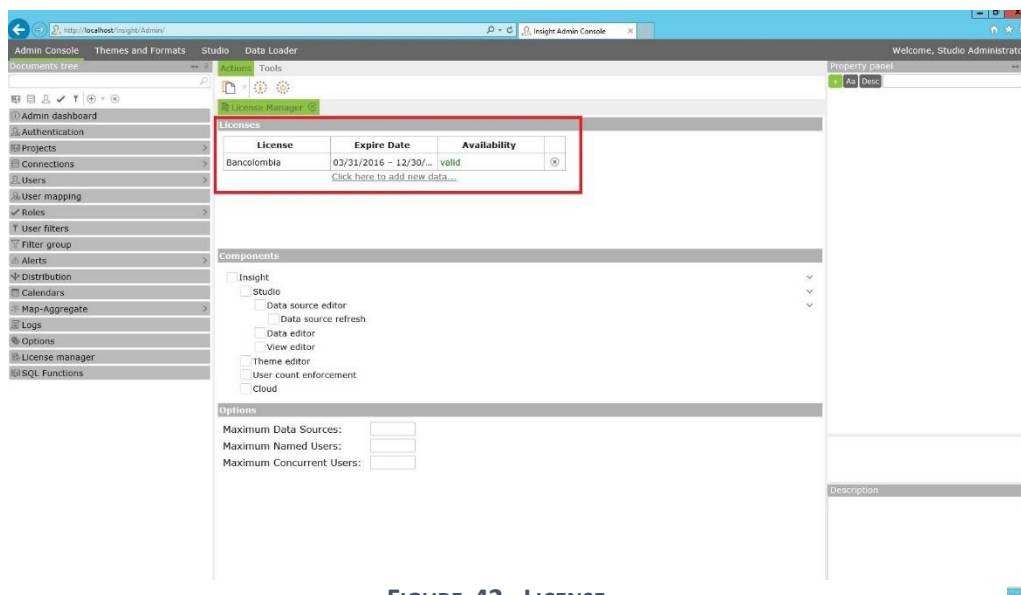 http://localhost/Insight/Admin/
Insight Admin Console
Admin Console Themes and Formats Studio Data Loader
Welcome, Studio Administrato
Documents tree
Admin dashboard
Authentication
Projects
Connections
Users
User mapping
Roles
User filters
Filter group
Alerts
Distribution
Calendars
Map-Aggregate
Logs
Options
License manager
SQL Functions
Actions Tools
License Manager
Licenses
License Expire Date Availability
Bancolombia 03/31/2016 - 12/30/... valid
Click here to add new data...
Components
Insight
Studio
Data source editor
Data source refresh
Data editor
View editor
Theme editor
User count enforcement
Cloud
Options
Maximum Data Sources:
Maximum Named Users:
Maximum Concurrent Users:
Property panel
+ Aa Desc
Description